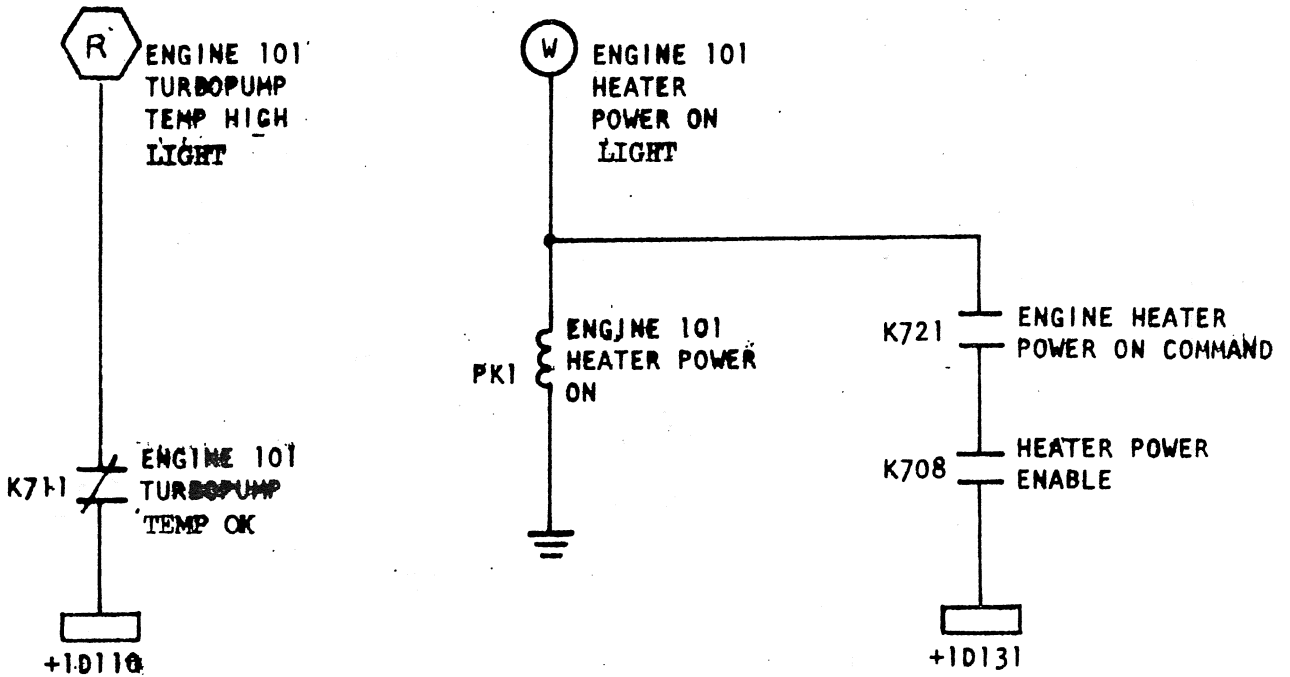 R
ENGINE 101
TURBOPUMP
TEMP HIGH
LIGHT
W
ENGINE 101
HEATER
POWER ON
LIGHT
PK1
ENGINE 101
HEATER POWER
ON
K721
ENGINE HEATER
POWER ON COMMAND
K708
HEATER POWER
ENABLE
K711
ENGINE 101
TURBOPUMP
TEMP OK
+1D110
+1D131